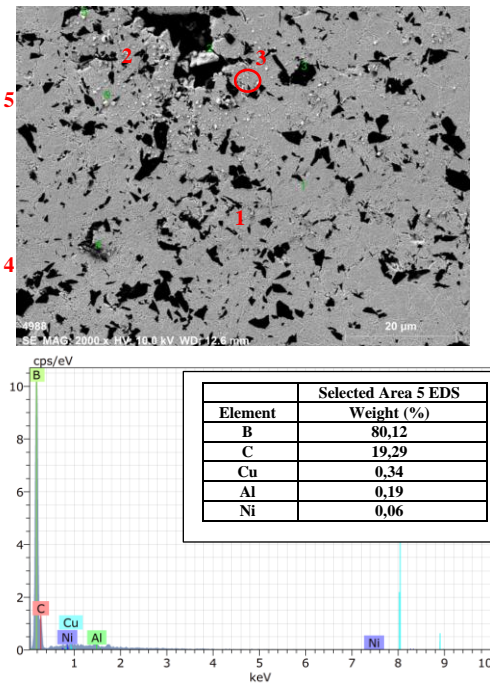 2
3
5
1
4
4988
SE MAG: 2000 x HV: 10.0 kV WD: 12.6 mm
20 μm
cps/eV
B
10
8
6
4
2
0
C
Cu
Ni
Al
Ni
1 2 3 4 5 6 7 8 9 10
keV
Selected Area 5 EDS
Element Weight (%)
B 80,12
C 19,29
Cu 0,34
Al 0,19
Ni 0,06